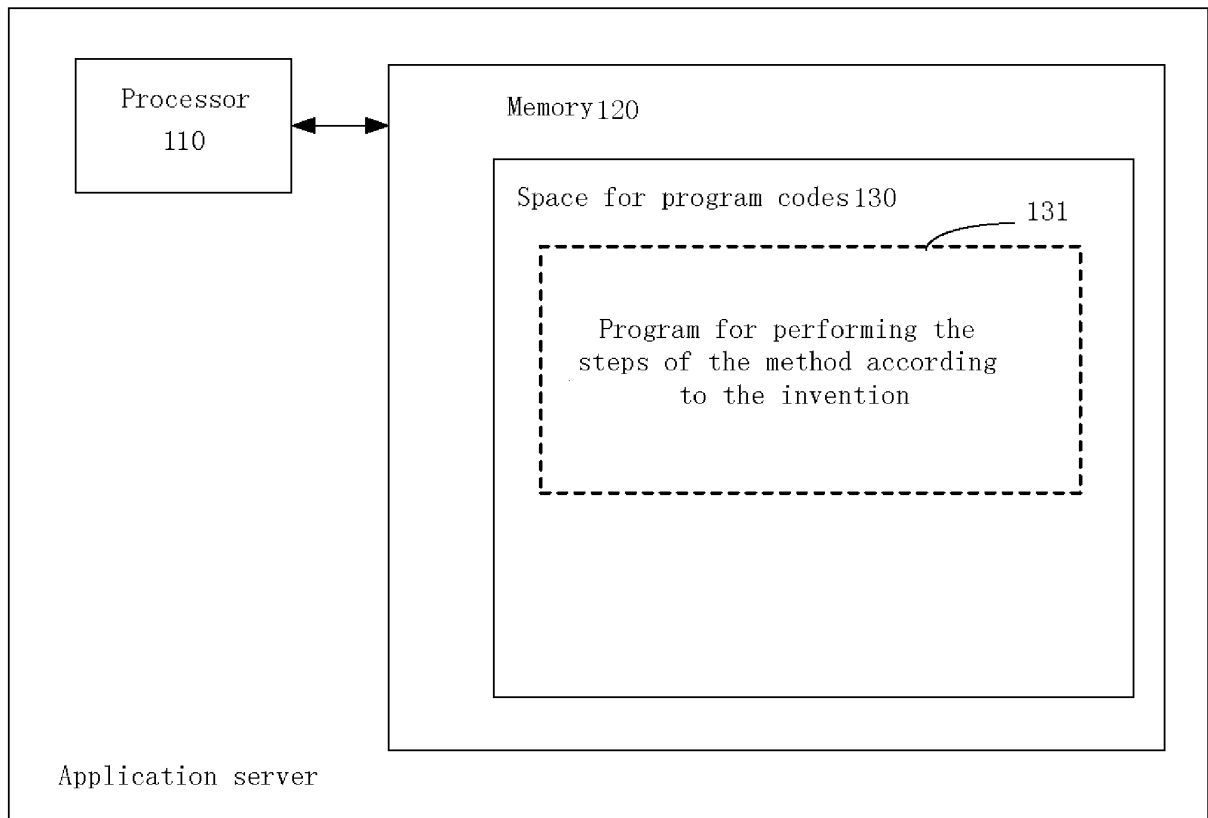 Processor
110
Memory120
Space for program codes130
131
Program for performing the
steps of the method according
to the invention
Application server